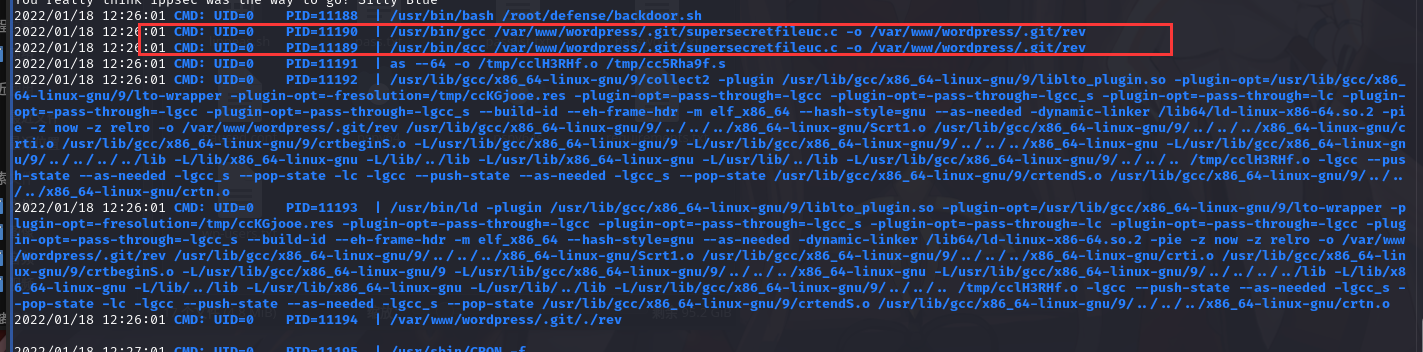 You really think ippsec was the way to go? Silly Blue
2022/01/18 12:26:01 CMD: UID=0    PID=11188  | /usr/bin/bash /root/defense/backdoor.sh
2022/01/18 12:26:01 CMD: UID=0    PID=11190  | /usr/bin/gcc /var/www/wordpress/.git/supersecretfileuc.c -o /var/www/wordpress/.git/rev
2022/01/18 12:26:01 CMD: UID=0    PID=11189  | /usr/bin/gcc /var/www/wordpress/.git/supersecretfileuc.c -o /var/www/wordpress/.git/rev
2022/01/18 12:26:01 CMD: UID=0    PID=11191  | as --64 -o /tmp/cclH3RHf.o /tmp/cc5Rha9f.s
2022/01/18 12:26:01 CMD: UID=0    PID=11192  | /usr/lib/gcc/x86_64-linux-gnu/9/collect2 -plugin /usr/lib/gcc/x86_64-linux-gnu/9/liblto_plugin.so -plugin-opt=/usr/lib/gcc/x86_
64-linux-gnu/9/lto-wrapper -plugin-opt=-fresolution=/tmp/ccKGjooe.res -plugin-opt=-pass-through=-lgcc -plugin-opt=-pass-through=-lgcc_s -plugin-opt=-pass-through=-lc -plugin-
opt=-pass-through=-lgcc -plugin-opt=-pass-through=-lgcc_s --build-id --eh-frame-hdr -m elf_x86_64 --hash-style=gnu --as-needed -dynamic-linker /lib64/ld-linux-x86-64.so.2 -pi
e -z now -z relro -o /var/www/wordpress/.git/rev /usr/lib/gcc/x86_64-linux-gnu/9/../../../x86_64-linux-gnu/Scrt1.o /usr/lib/gcc/x86_64-linux-gnu/9/../../../x86_64-linux-gnu/
crti.o /usr/lib/gcc/x86_64-linux-gnu/9/crtbeginS.o -L/usr/lib/gcc/x86_64-linux-gnu/9 -L/usr/lib/gcc/x86_64-linux-gnu/9/../../../x86_64-linux-gnu -L/usr/lib/gcc/x86_64-linux-gn
u/9/../../../../lib -L/lib/x86_64-linux-gnu -L/lib/../lib -L/usr/lib/x86_64-linux-gnu -L/usr/lib/../lib -L/usr/lib/gcc/x86_64-linux-gnu/9/../../.. /tmp/cclH3RHf.o -lgcc --pus
h-state --as-needed -lgcc_s --pop-state -lc -lgcc --push-state --as-needed -lgcc_s --pop-state /usr/lib/gcc/x86_64-linux-gnu/9/crtendS.o /usr/lib/gcc/x86_64-linux-gnu/9/../..
/../x86_64-linux-gnu/crtn.o
2022/01/18 12:26:01 CMD: UID=0    PID=11193  | /usr/bin/ld -plugin /usr/lib/gcc/x86_64-linux-gnu/9/liblto_plugin.so -plugin-opt=/usr/lib/gcc/x86_64-linux-gnu/9/lto-wrapper -p
lugin-opt=-fresolution=/tmp/ccKGjooe.res -plugin-opt=-pass-through=-lgcc -plugin-opt=-pass-through=-lgcc_s -plugin-opt=-pass-through=-lc -plugin-opt=-pass-through=-lgcc -plug
in-opt=-pass-through=-lgcc_s --build-id --eh-frame-hdr -m elf_x86_64 --hash-style=gnu --as-needed -dynamic-linker /lib64/ld-linux-x86-64.so.2 -pie -z now -z relro -o /var/www
/wordpress/.git/rev /usr/lib/gcc/x86_64-linux-gnu/9/../../../x86_64-linux-gnu/Scrt1.o /usr/lib/gcc/x86_64-linux-gnu/9/../../../x86_64-linux-gnu/crti.o /usr/lib/gcc/x86_64-lin
ux-gnu/9/crtbeginS.o -L/usr/lib/gcc/x86_64-linux-gnu/9 -L/usr/lib/gcc/x86_64-linux-gnu/9/../../../x86_64-linux-gnu -L/usr/lib/gcc/x86_64-linux-gnu/9/../../../../lib -L/lib/x8
6_64-linux-gnu -L/lib/../lib -L/usr/lib/x86_64-linux-gnu -L/usr/lib/../lib -L/usr/lib/gcc/x86_64-linux-gnu/9/../../.. /tmp/cclH3RHf.o -lgcc --push-state --as-needed -lgcc_s -
-pop-state -lc -lgcc --push-state --as-needed -lgcc_s --pop-state /usr/lib/gcc/x86_64-linux-gnu/9/crtendS.o /usr/lib/gcc/x86_64-linux-gnu/9/../../../x86_64-linux-gnu/crtn.o
2022/01/18 12:26:01 CMD: UID=0    PID=11194  | /var/www/wordpress/.git/./rev
2022/01/18 12:27:01 CMD: UID=0    PID=11195  | /usr/sbin/CRON -f